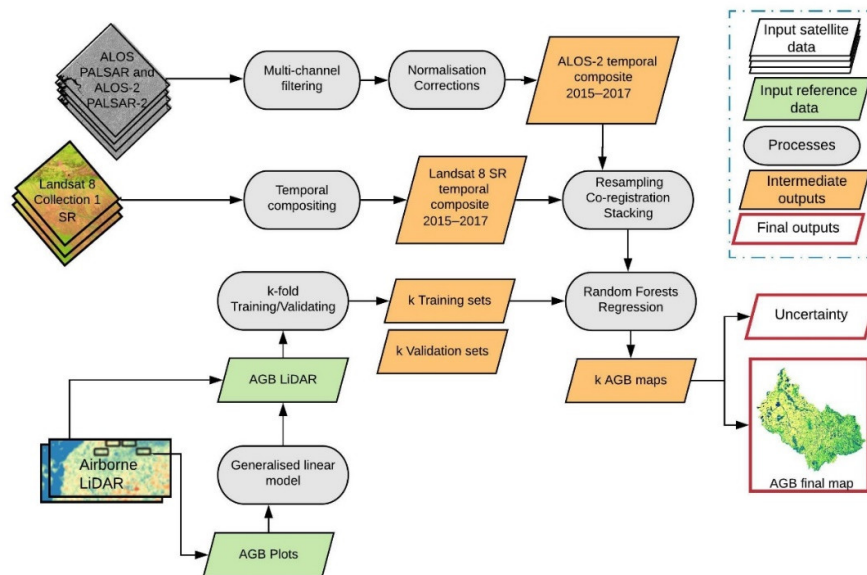 ALOS
PALSAR and
ALOS-2
PALSAR-2
Multi-channel
filtering
Normalisation
Corrections
ALOS-2 temporal
composite
2015–2017
Input satellite
data
Input reference
data
Processes
Intermediate
outputs
Final outputs
Landsat 8
Collection 1
SR
Temporal
compositing
Landsat 8 SR
temporal
composite
2015–2017
Resampling
Co-registration
Stacking
k-fold
Training/Validating
k Training sets
k Validation sets
Random Forests
Regression
Uncertainty
AGB LiDAR
k AGB maps
Airborne
LiDAR
Generalised linear
model
AGB final map
AGB Plots